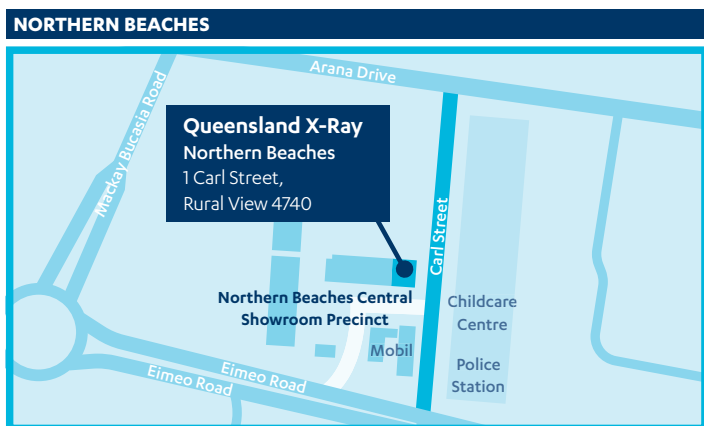 NORTHERN BEACHES
Arana Drive
Mackay Bucasia Road
Queensland X-Ray
Northern Beaches
1 Carl Street,
Rural View 4740
Carl Street
Northern Beaches Central
Showroom Precinct
Childcare
Centre
Mobil
Police
Station
Eimeo Road
Eimeo Road